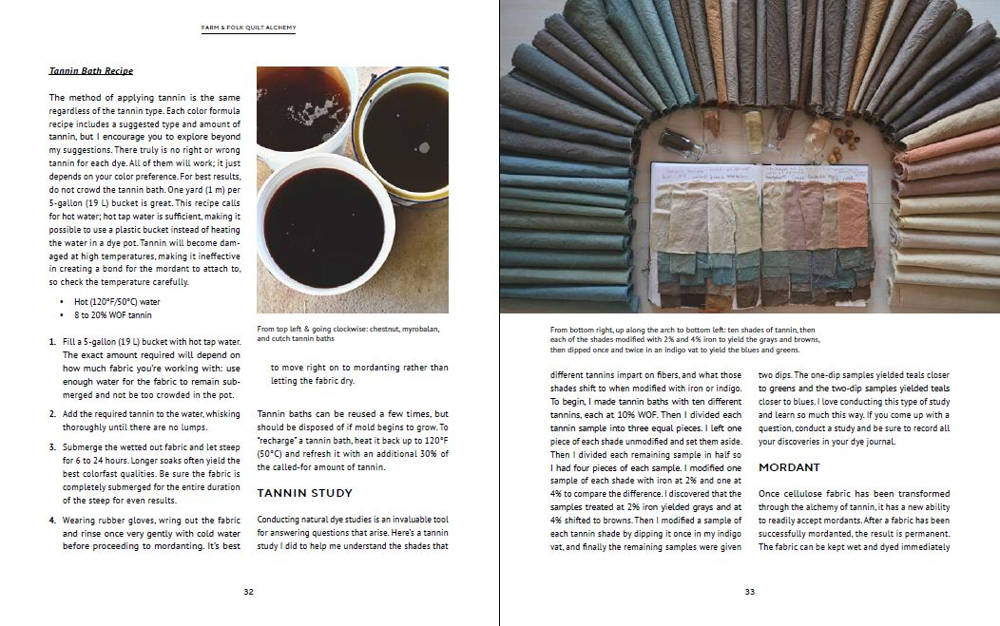 FARM & FOLK QUILT ALCHEMY
Tannin Bath Recipe
The method of applying tannin is the same
regardless of the tannin type. Each color formula
recipe includes a suggested type and amount of
tannin, but I encourage you to explore beyond
my suggestions. There truly is no right or wrong
tannin for each dye. All of them will work; it just
depends on your color preference. For best results,
do not crowd the tannin bath. One yard (1 m) per
5-gallon (19 L) bucket is great. This recipe calls
for hot water; hot tap water is sufficient, making it
possible to use a plastic bucket instead of heating
the water in a dye pot. Tannin will become dam-
aged at high temperatures, making it ineffective
in creating a bond for the mordant to attach to,
so check the temperature carefully.
• Hot (120°F/50°C) water
• 8 to 20% WOF tannin
1. Fill a 5-gallon (19 L) bucket with hot tap water.
The exact amount required will depend on
how much fabric you're working with: use
enough water for the fabric to remain sub-
merged and not be too crowded in the pot.
2. Add the required tannin to the water, whisking
thoroughly until there are no lumps.
3. Submerge the wetted out fabric and let steep
for 6 to 24 hours. Longer soaks often yield the
best colorfast qualities. Be sure the fabric is
completely submerged for the entire duration
of the steep for even results.
4. Wearing rubber gloves, wring out the fabric
and rinse once very gently with cold water
before proceeding to mordanting. It's best
From top left & going clockwise: chestnut, myrobalan,
and cutch tannin baths
to move right on to mordanting rather than
letting the fabric dry.
Tannin baths can be reused a few times, but
should be disposed of if mold begins to grow. To
"recharge" a tannin bath, heat it back up to 120°F
(50°C) and refresh it with an additional 30% of
the called-for amount of tannin.
TANNIN STUDY
Conducting natural dye studies is an invaluable tool
for answering questions that arise. Here's a tannin
study I did to help me understand the shades that
32
From bottom right, up along the arch to bottom left: ten shades of tannin, then
each of the shades modified with 2% and 4% iron to yield the grays and browns,
then dipped once and twice in an indigo vat to yield the blues and greens.
different tannins impart on fibers, and what those
shades shift to when modified with iron or indigo.
To begin, I made tannin baths with ten different
tannins, each at 10% WOF. Then I divided each
tannin sample into three equal pieces. I left one
piece of each shade unmodified and set them aside.
Then I divided each remaining sample in half so
I had four pieces of each sample. I modified one
sample of each shade with iron at 2% and one at
4% to compare the difference. I discovered that the
samples treated at 2% iron yielded grays and at
4% shifted to browns. Then I modified a sample of
each tannin shade by dipping it once in my indigo
vat, and finally the remaining samples were given
two dips. The one-dip samples yielded teals closer
to greens and the two-dip samples yielded teals
closer to blues. I love conducting this type of study
and learn so much this way. If you come up with a
question, conduct a study and be sure to record all
your discoveries in your dye journal.
MORDANT
Once cellulose fabric has been transformed
through the alchemy of tannin, it has a new ability
to readily accept mordants. After a fabric has been
successfully mordanted, the result is permanent.
The fabric can be kept wet and dyed immediately
33